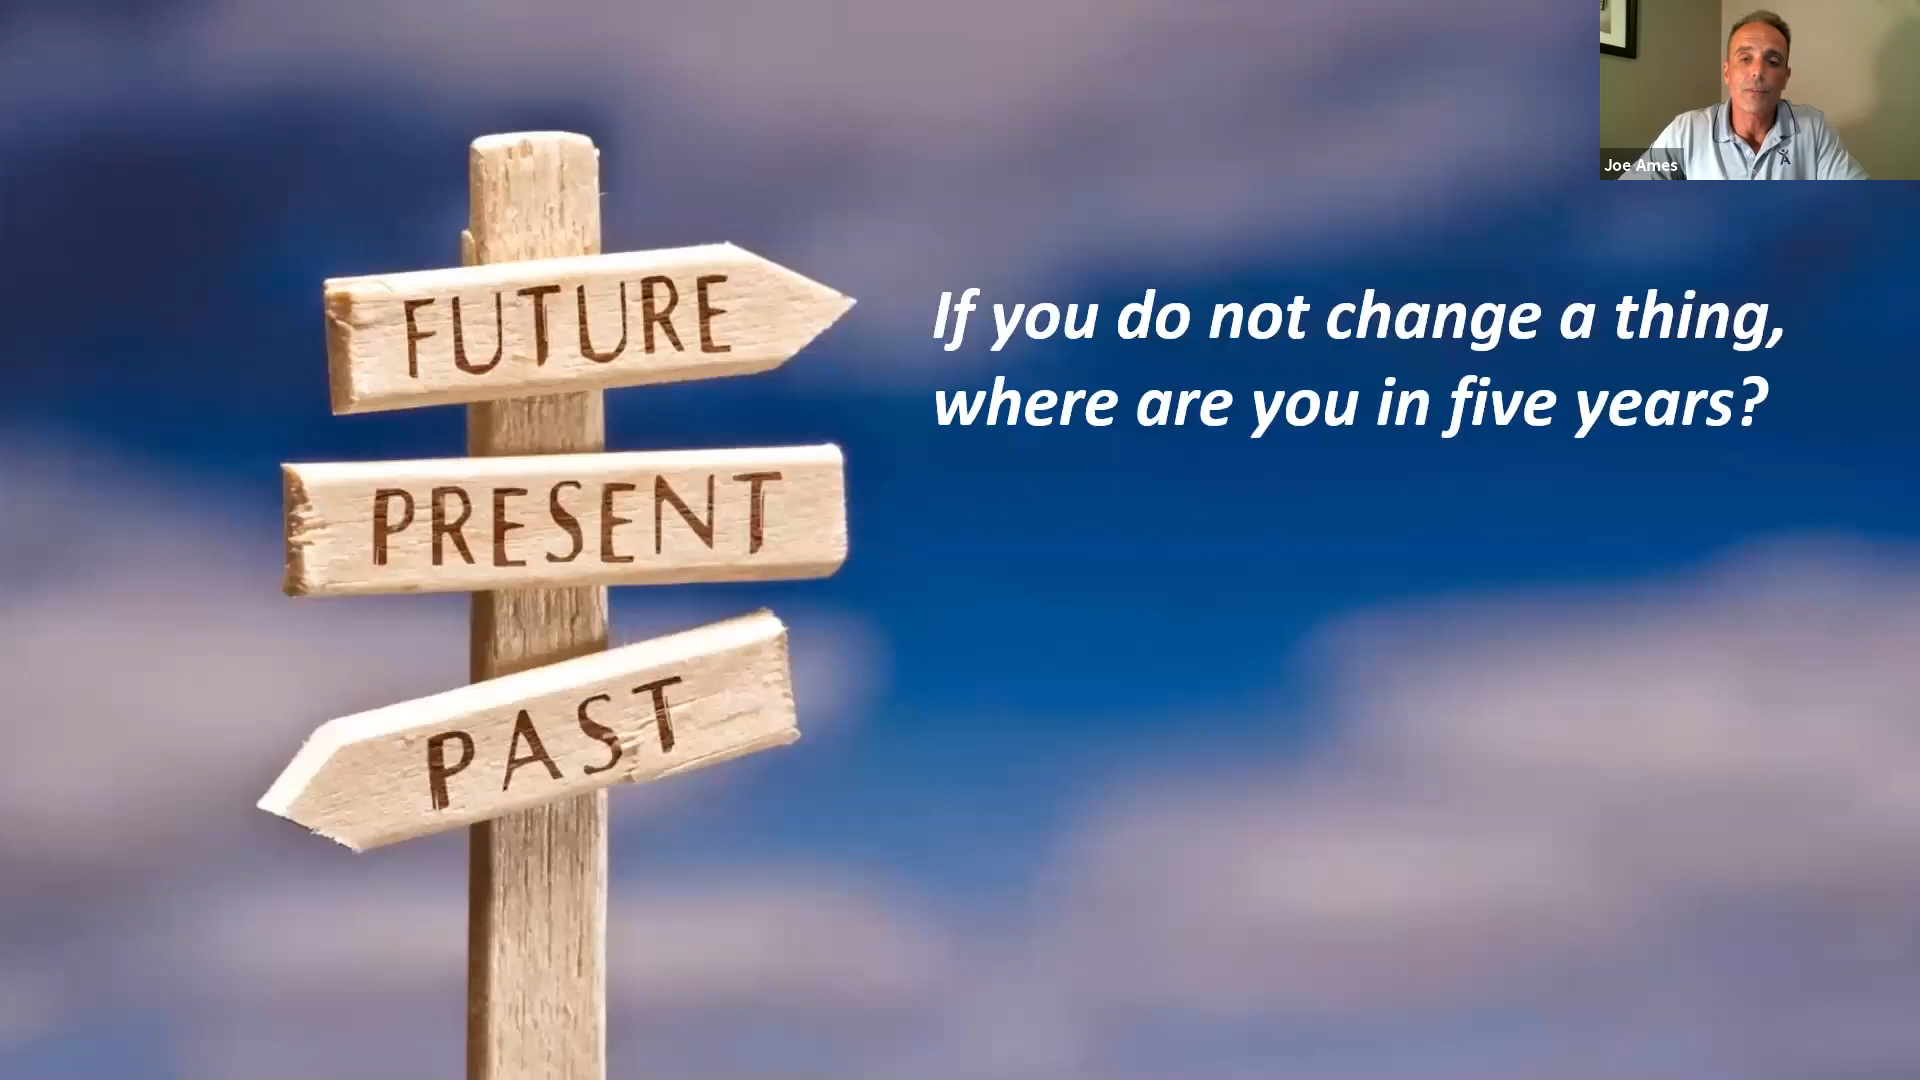 Joe Ames
FUTURE
If you do not change a thing,
where are you in five years?
PRESENT
PAST